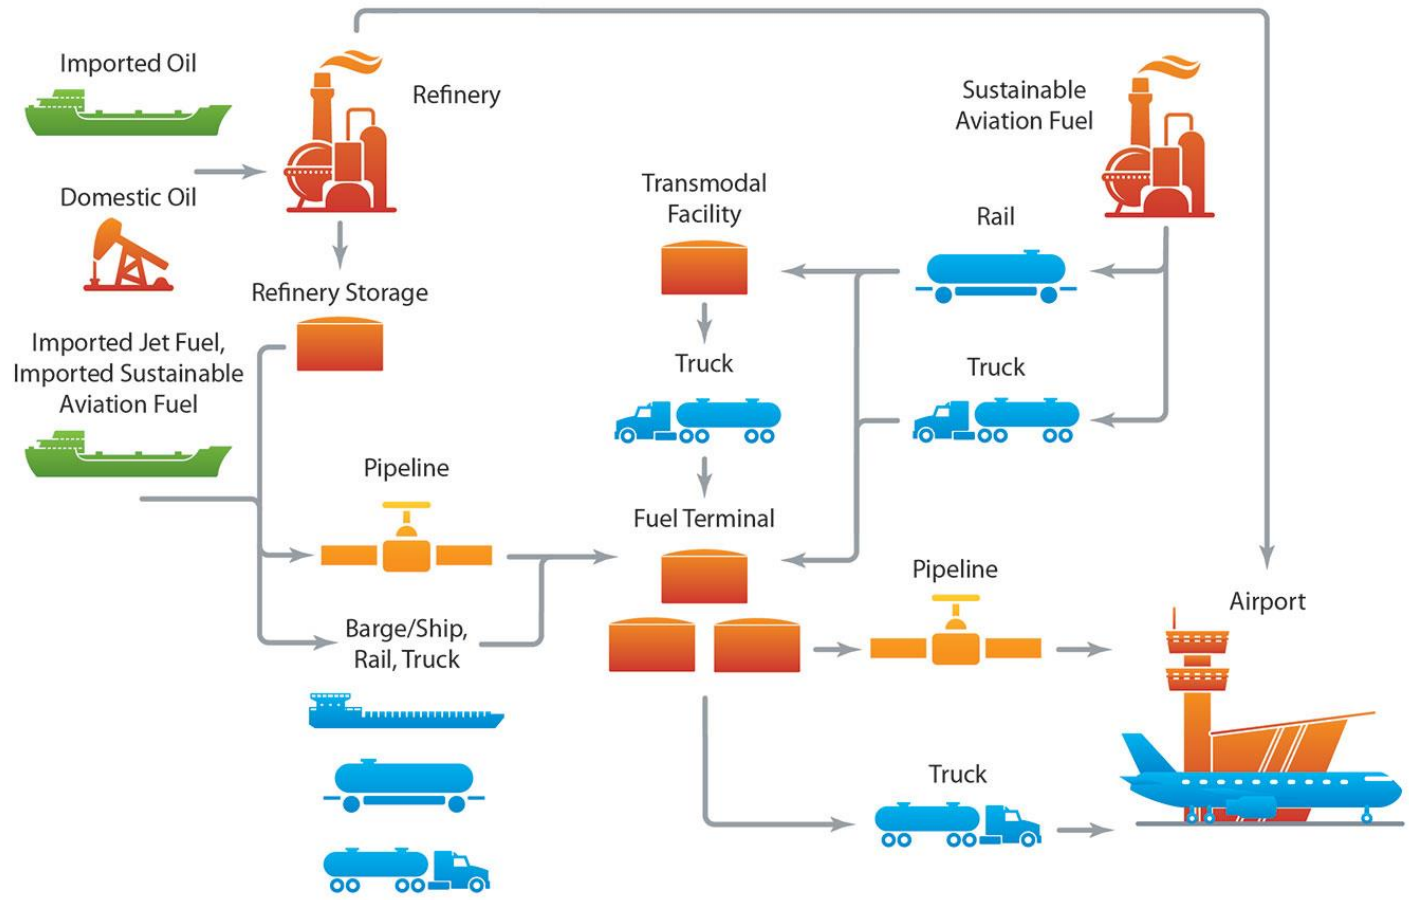 Imported Oil
Refinery
Domestic Oil
Refinery Storage
Imported Jet Fuel,
Imported Sustainable
Aviation Fuel
Pipeline
Barge/Ship,
Rail, Truck
Transmodal
Facility
Truck
Fuel Terminal
Sustainable
Aviation Fuel
Rail
Truck
Pipeline
Truck
Airport